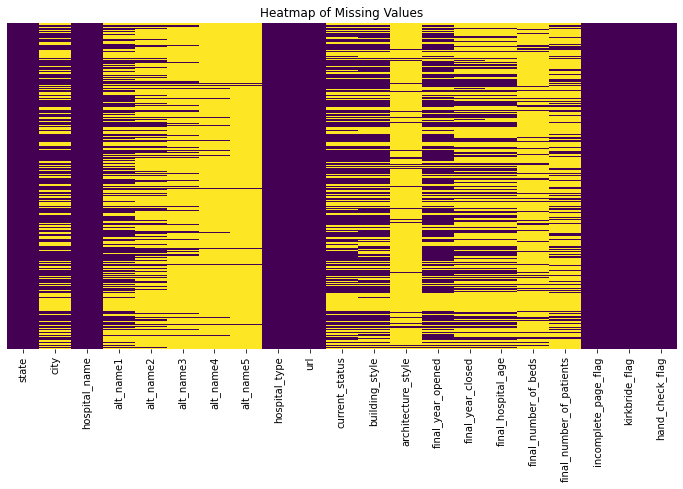 Heatmap of Missing Values
state
city
hospital_name
alt_name1
alt_name2
alt_name3
alt_name4
alt_name5
hospital_type
url
current_status
building_style
architecture_style
final_year_opened
final_year_closed
final_hospital_age
final_number_of_beds
final_number_of_patients
incomplete_page_flag
kirkbride_flag
hand_check_flag